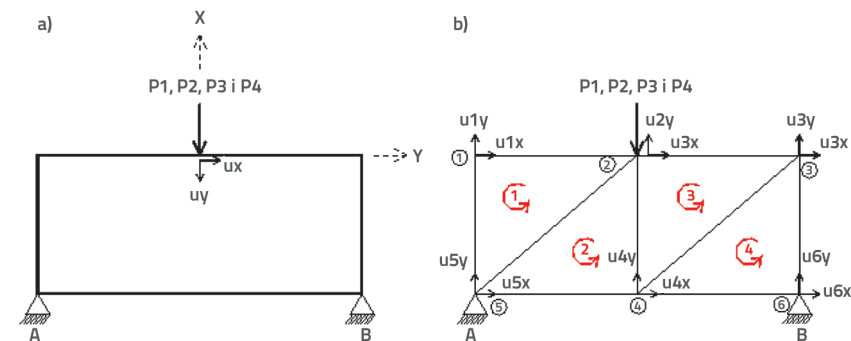 a)
X
P1, P2, P3 i P4
Y
ux
uy
A
B
b)
P1, P2, P3 i P4
u1y
u2y
u3y
u1x
u3x
u3x
1
2
3
1
3
2
4
u5y
u4y
u6y
u5x
u4x
u6x
5
4
6
A
B